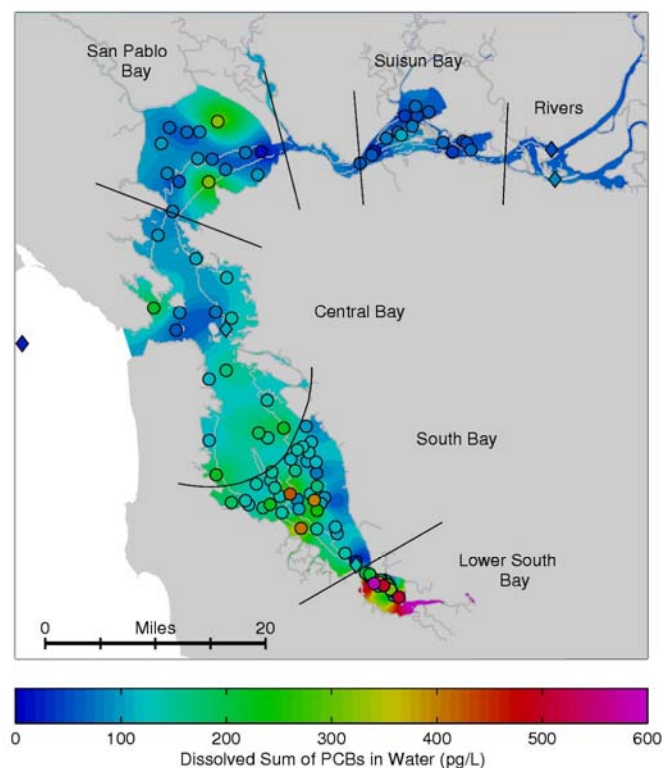 San Pablo
Bay
Suisun Bay
Rivers
Central Bay
South Bay
Lower South
Bay
0 Miles 20
0 100 200 300 400 500 600
Dissolved Sum of PCBs in Water (pg/L)